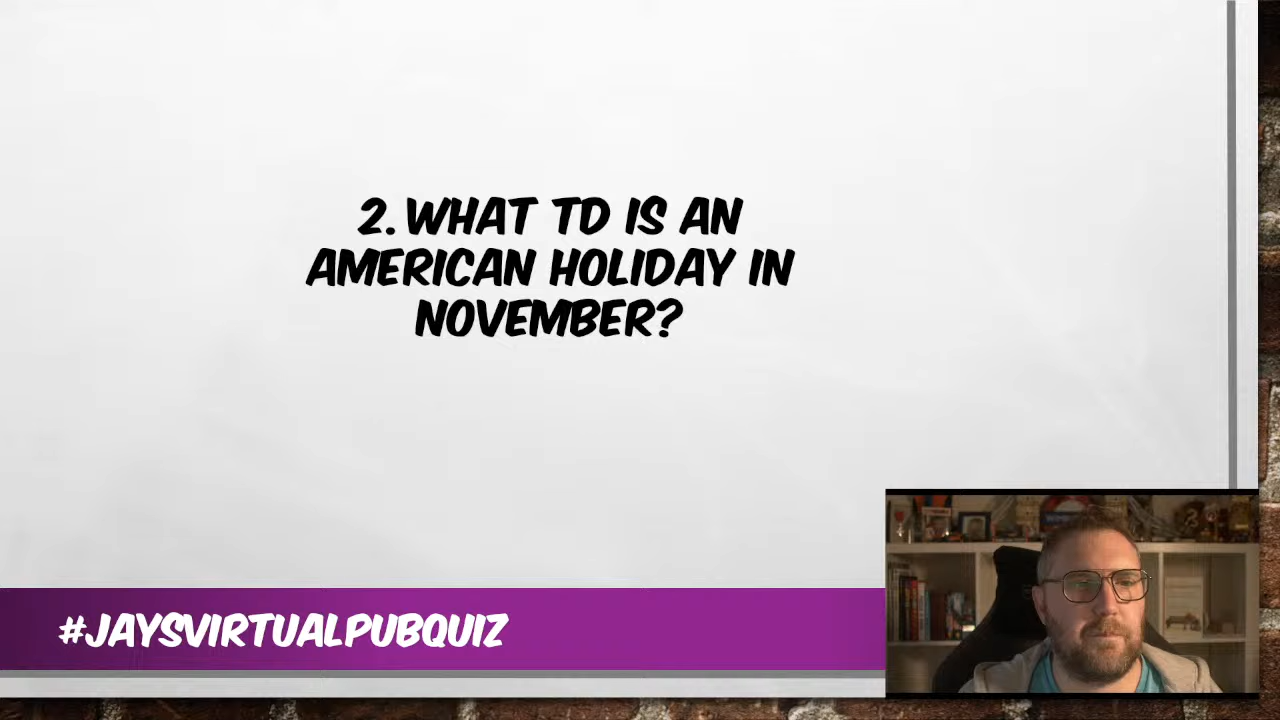 2. WHAT TD IS AN
AMERICAN HOLIDAY IN
NOVEMBER?
#JAYSVIRTUALPUBQUIZ